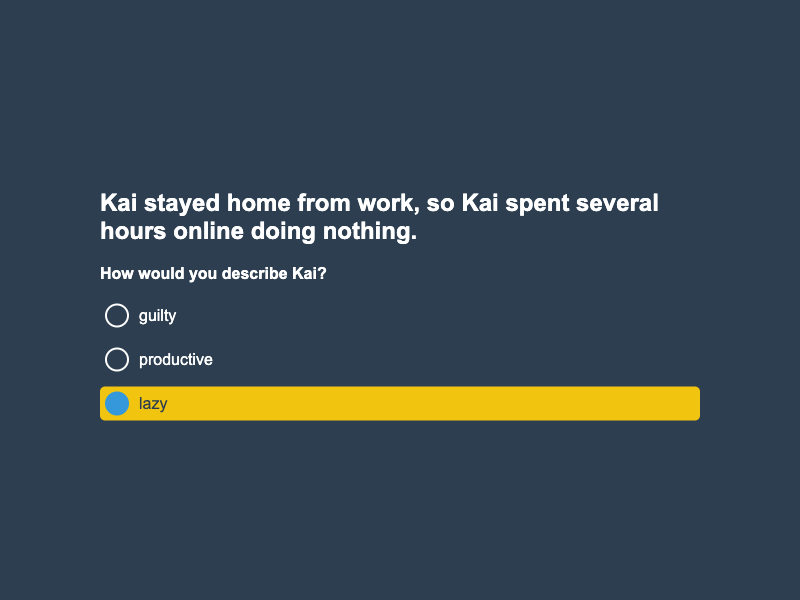 Kai stayed home from work, so Kai spent several
hours online doing nothing.
How would you describe Kai?
guilty
productive
lazy